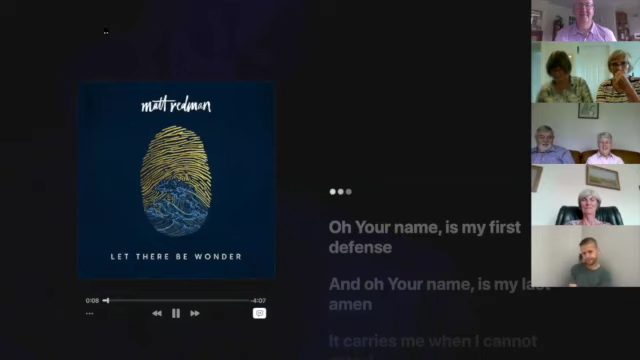 matt redman
LET THERE BE WONDER
0:08
-4:07
Oh Your name, is my first
defense
And oh Your name, is my last
amen
It carries me when I cannot